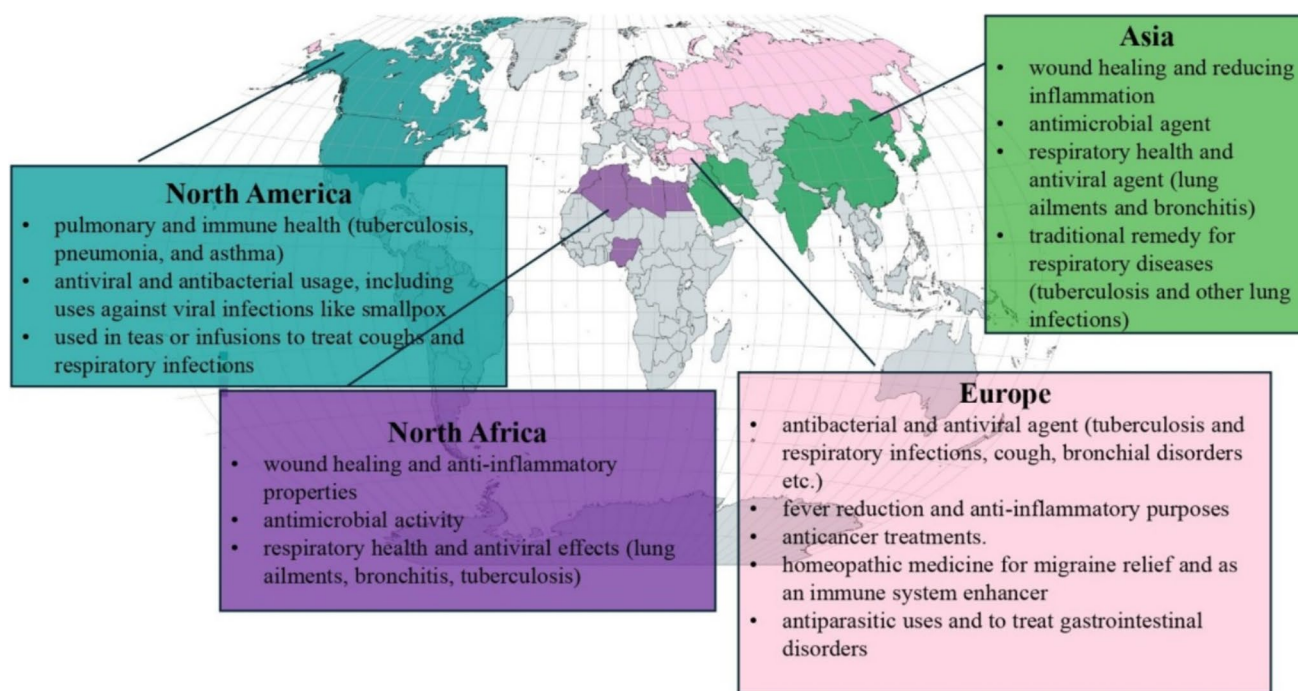 Asia
• wound healing and reducing
inflammation
• antimicrobial agent
• respiratory health and
antiviral agent (lung
ailments and bronchitis)
• traditional remedy for
respiratory diseases
(tuberculosis and other lung
infections)
North America
• pulmonary and immune health (tuberculosis,
pneumonia, and asthma)
• antiviral and antibacterial usage, including
uses against viral infections like smallpox
• used in teas or infusions to treat coughs and
respiratory infections
North Africa
• wound healing and anti-inflammatory
properties
• antimicrobial activity
• respiratory health and antiviral effects (lung
ailments, bronchitis, tuberculosis)
Europe
• antibacterial and antiviral agent (tuberculosis and
respiratory infections, cough, bronchial disorders
etc.)
• fever reduction and anti-inflammatory purposes
• anticancer treatments.
• homeopathic medicine for migraine relief and as
an immune system enhancer
• antiparasitic uses and to treat gastrointestinal
disorders